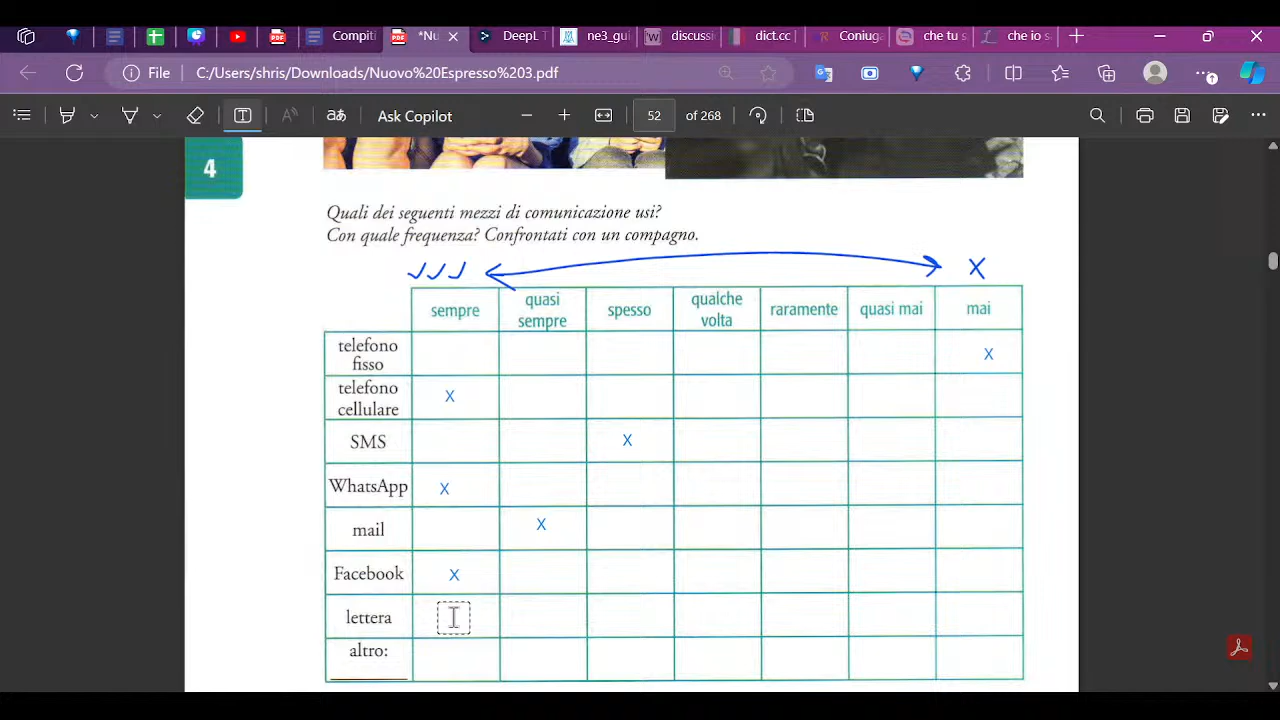 Compiti
*Nu
DeepL T
ne3_gui
discussi
dict.cc
Coniuga
che tu s
che io s
File
C:/Users/shris/Downloads/Nuovo%20Espresso%203.pdf
Ask Copilot
52 of 268
4
Quali dei seguenti mezzi di comunicazione usi?
Con quale frequenza? Confrontati con un compagno.
X
sempre quasi sempre spesso qualche volta raramente quasi mai mai
telefono fisso X
telefono cellulare X
SMS X
WhatsApp X
mail X
Facebook X
lettera
altro: